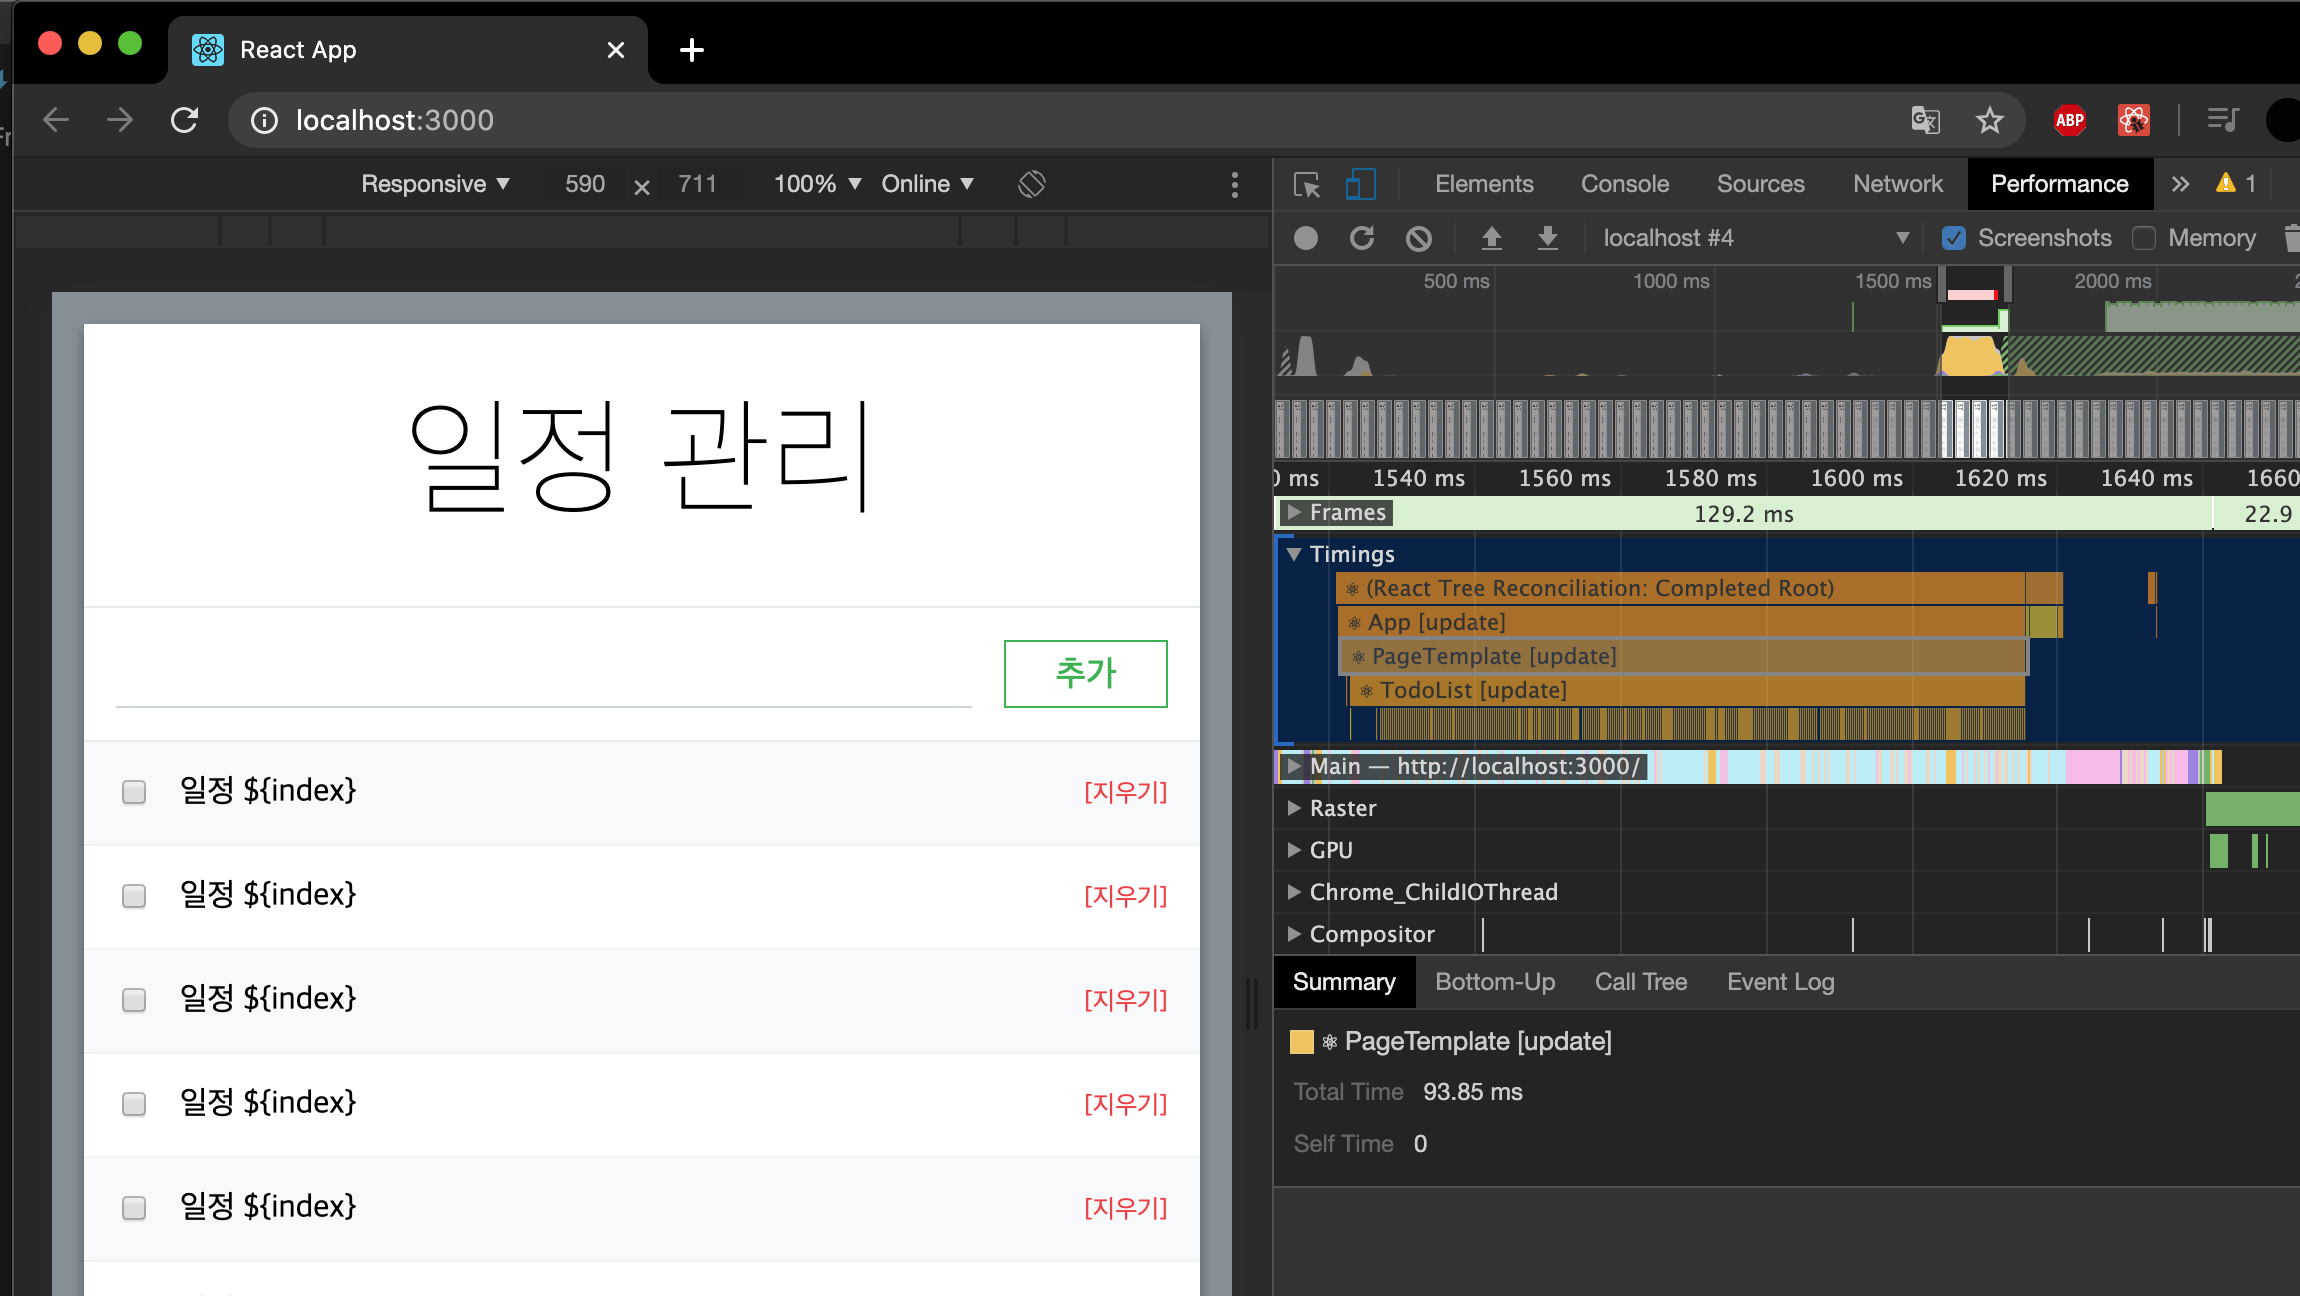 React App
localhost:3000
ABP
Responsive 590 x 711 100% Online
Elements Console Sources Network Performance 1
localhost #4 Screenshots Memory
500 ms 1000 ms 1500 ms 2000 ms
1540 ms 1560 ms 1580 ms 1600 ms 1620 ms 1640 ms
Frames 129.2 ms 22.9
Timings
(React Tree Reconciliation: Completed Root)
App [update]
PageTemplate [update]
TodoList [update]
Main — http://localhost:3000/
Raster
GPU
Chrome_ChildIOThread
Compositor
Summary Bottom-Up Call Tree Event Log
PageTemplate [update]
Total Time 93.85 ms
Self Time 0
일정 관리
추가
일정 ${index} [지우기]
일정 ${index} [지우기]
일정 ${index} [지우기]
일정 ${index} [지우기]
일정 ${index} [지우기]